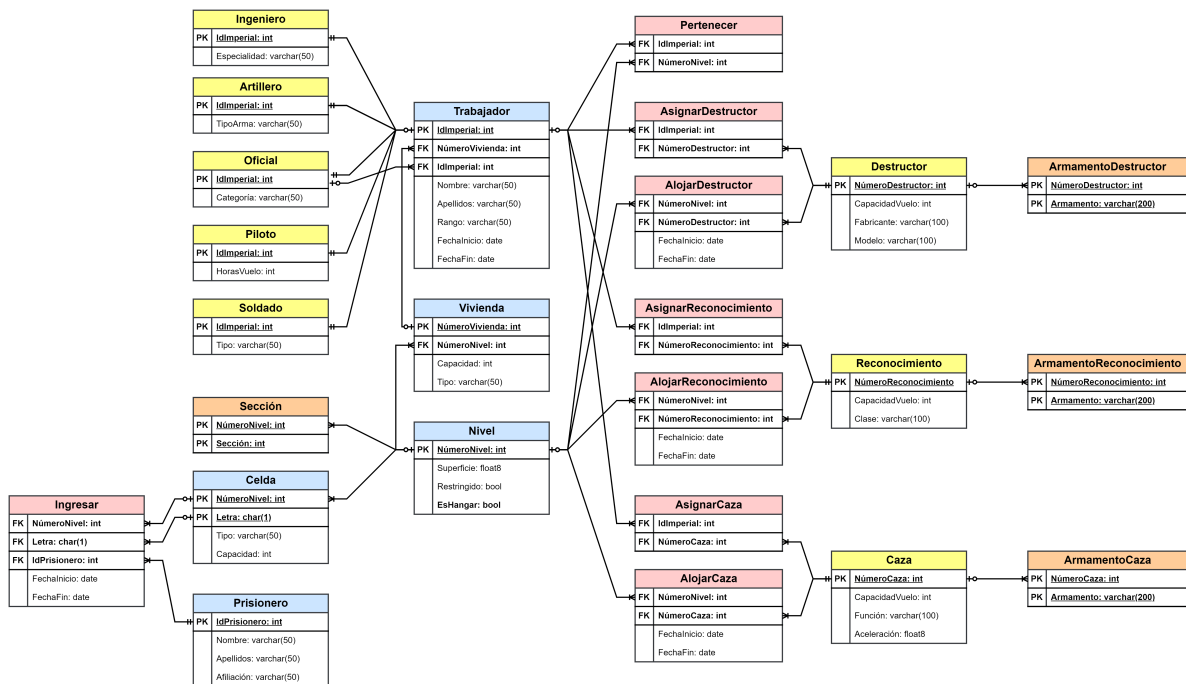 Ingeniero
PK IdImperial: int
Especialidad: varchar(50)
Artillero
PK IdImperial: int
TipoArma: varchar(50)
Oficial
PK IdImperial: int
Categoría: varchar(50)
Piloto
PK IdImperial: int
HorasVuelo: int
Soldado
PK IdImperial: int
Tipo: varchar(50)
Sección
PK NúmeroNivel: int
PK Sección: int
Celda
PK NúmeroNivel: int
PK Letra: char(1)
Tipo: varchar(50)
Capacidad: int
Ingresar
FK NúmeroNivel: int
FK Letra: char(1)
FK IdPrisionero: int
FechaInicio: date
FechaFin: date
Prisionero
PK IdPrisionero: int
Nombre: varchar(50)
Apellidos: varchar(50)
Afiliación: varchar(50)
Trabajador
PK IdImperial: int
FK NúmeroVivienda: int
FK IdImperial: int
Nombre: varchar(50)
Apellidos: varchar(50)
Rango: varchar(50)
FechaInicio: date
FechaFin: date
Vivienda
PK NúmeroVivienda: int
FK NúmeroNivel: int
Capacidad: int
Tipo: varchar(50)
Nivel
PK NúmeroNivel: int
Superficie: float8
Restringido: bool
EsHangar: bool
Pertenecer
FK IdImperial: int
FK NúmeroNivel: int
AsignarDestructor
FK IdImperial: int
FK NúmeroDestructor: int
AlojarDestructor
FK NúmeroNivel: int
FK NúmeroDestructor: int
FechaInicio: date
FechaFin: date
AsignarReconocimiento
FK IdImperial: int
FK NúmeroReconocimiento: int
AlojarReconocimiento
FK NúmeroNivel: int
FK NúmeroReconocimiento: int
FechaInicio: date
FechaFin: date
AsignarCaza
FK IdImperial: int
FK NúmeroCaza: int
AlojarCaza
FK NúmeroNivel: int
FK NúmeroCaza: int
FechaInicio: date
FechaFin: date
Destructor
PK NúmeroDestructor: int
CapacidadVuelo: int
Fabricante: varchar(100)
Modelo: varchar(100)
Reconocimiento
PK NúmeroReconocimiento
CapacidadVuelo: int
Clase: varchar(100)
Caza
PK NúmeroCaza: int
CapacidadVuelo: int
Función: varchar(100)
Aceleración: float8
ArmamentoDestructor
PK NúmeroDestructor: int
PK Armamento: varchar(200)
ArmamentoReconocimiento
PK NúmeroReconocimiento: int
PK Armamento: varchar(200)
ArmamentoCaza
PK NúmeroCaza: int
PK Armamento: varchar(200)